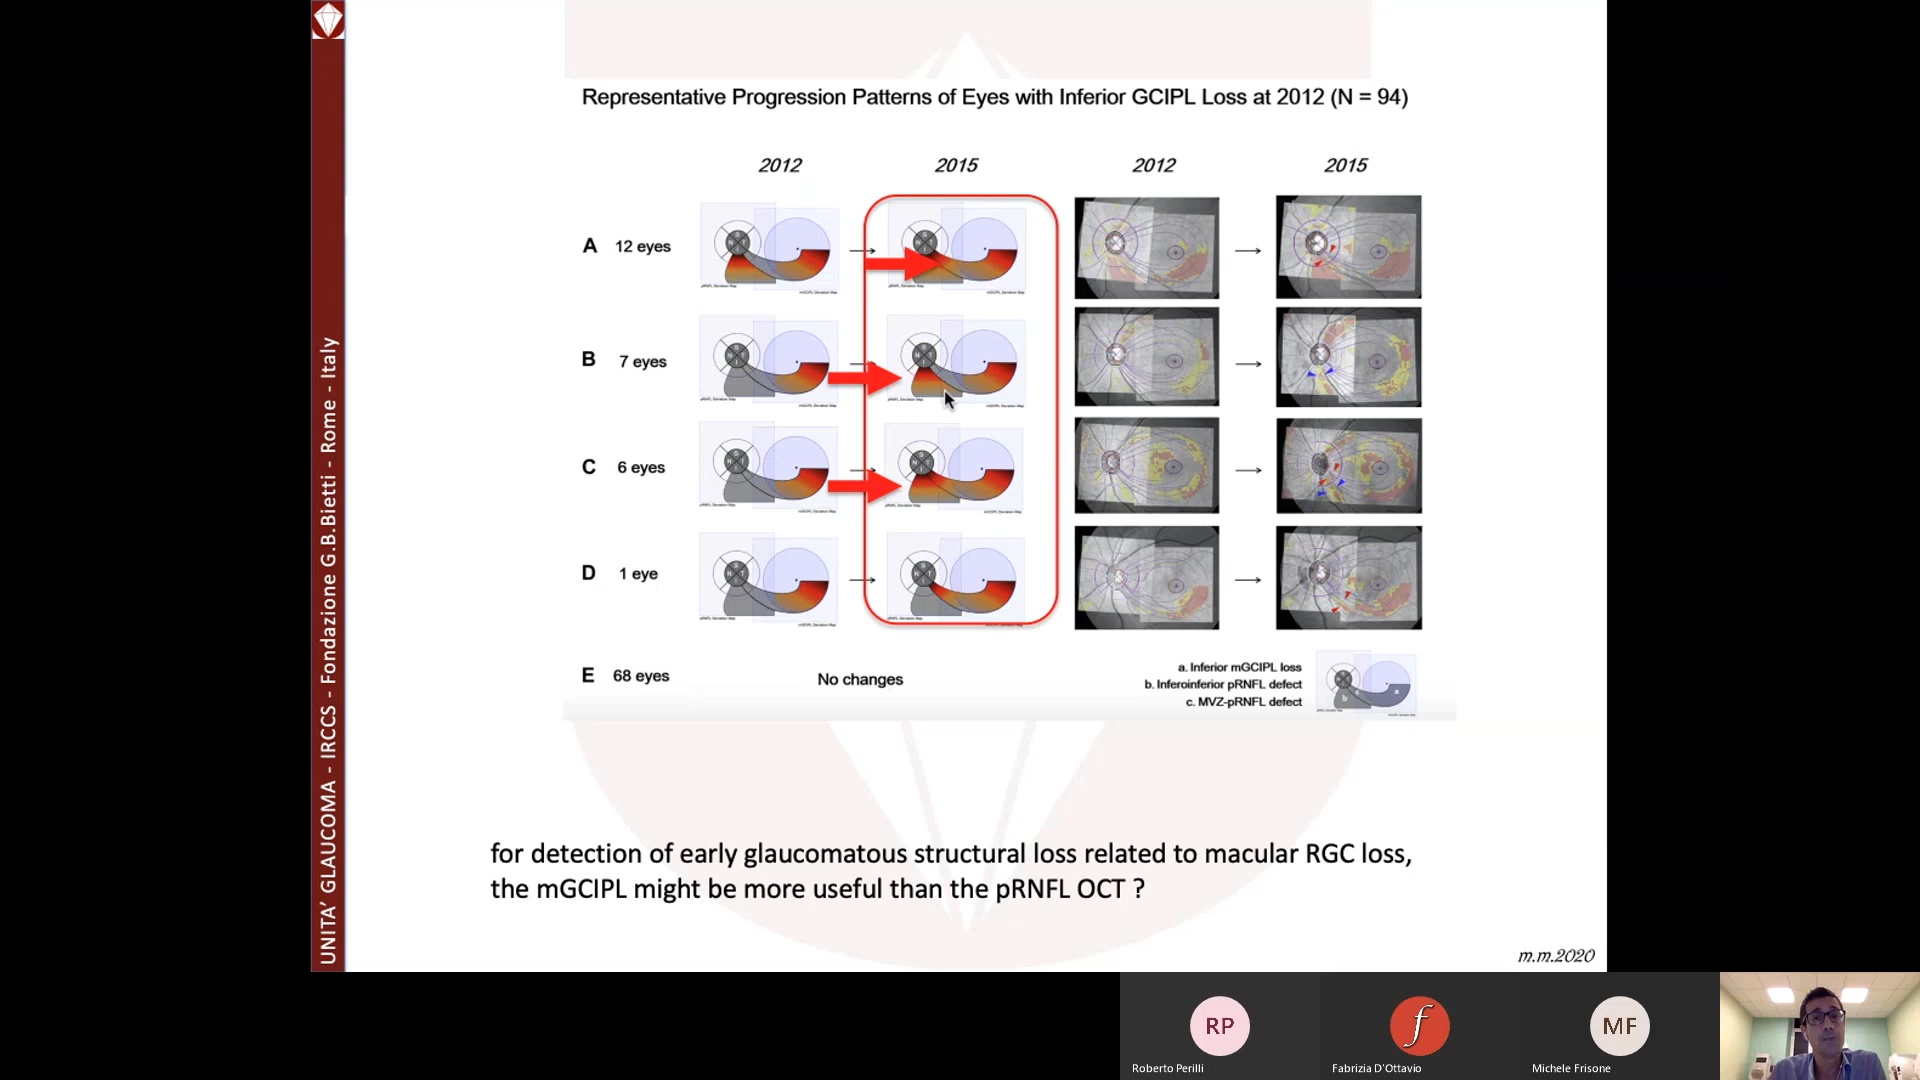 UNITA' GLAUCOMA - IRCCS - Fondazione G.B.Bietti - Rome - Italy
Representative Progression Patterns of Eyes with Inferior GCIPL Loss at 2012 (N = 94)
2012 2015 2012 2015
A 12 eyes
B 7 eyes
C 6 eyes
D 1 eye
E 68 eyes No changes
a. Inferior mGCIPL loss
b. Inferoinferior pRNFL defect
c. MVZ-pRNFL defect
for detection of early glaucomatous structural loss related to macular RGC loss,
the mGCIPL might be more useful than the pRNFL OCT ?
m.m.2020
RP
MF
Roberto Perilli
Fabrizia D'Ottavio
Michele Frisone